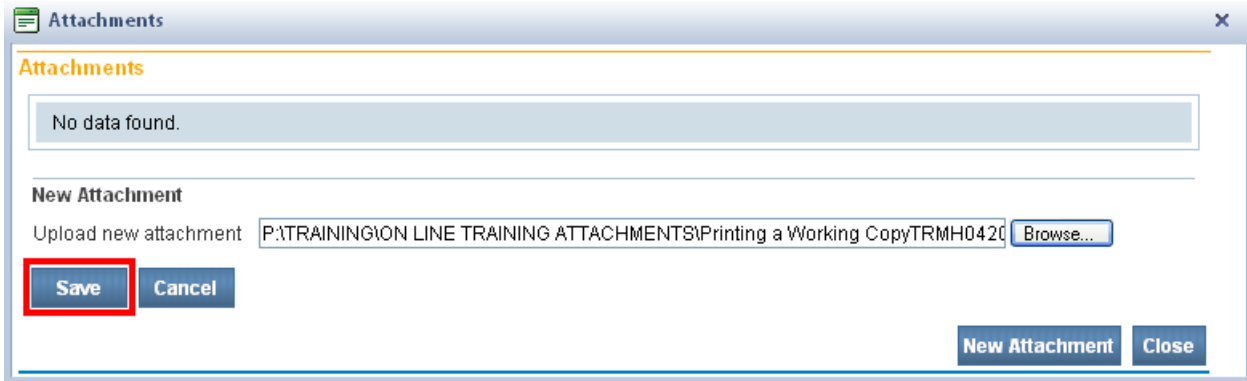 Attachments
Attachments
No data found.
New Attachment
Upload new attachment P:\TRAINING\ON LINE TRAINING ATTACHMENTS\Printing a Working CopyTRMH0420 Browse...
Save Cancel
New Attachment Close